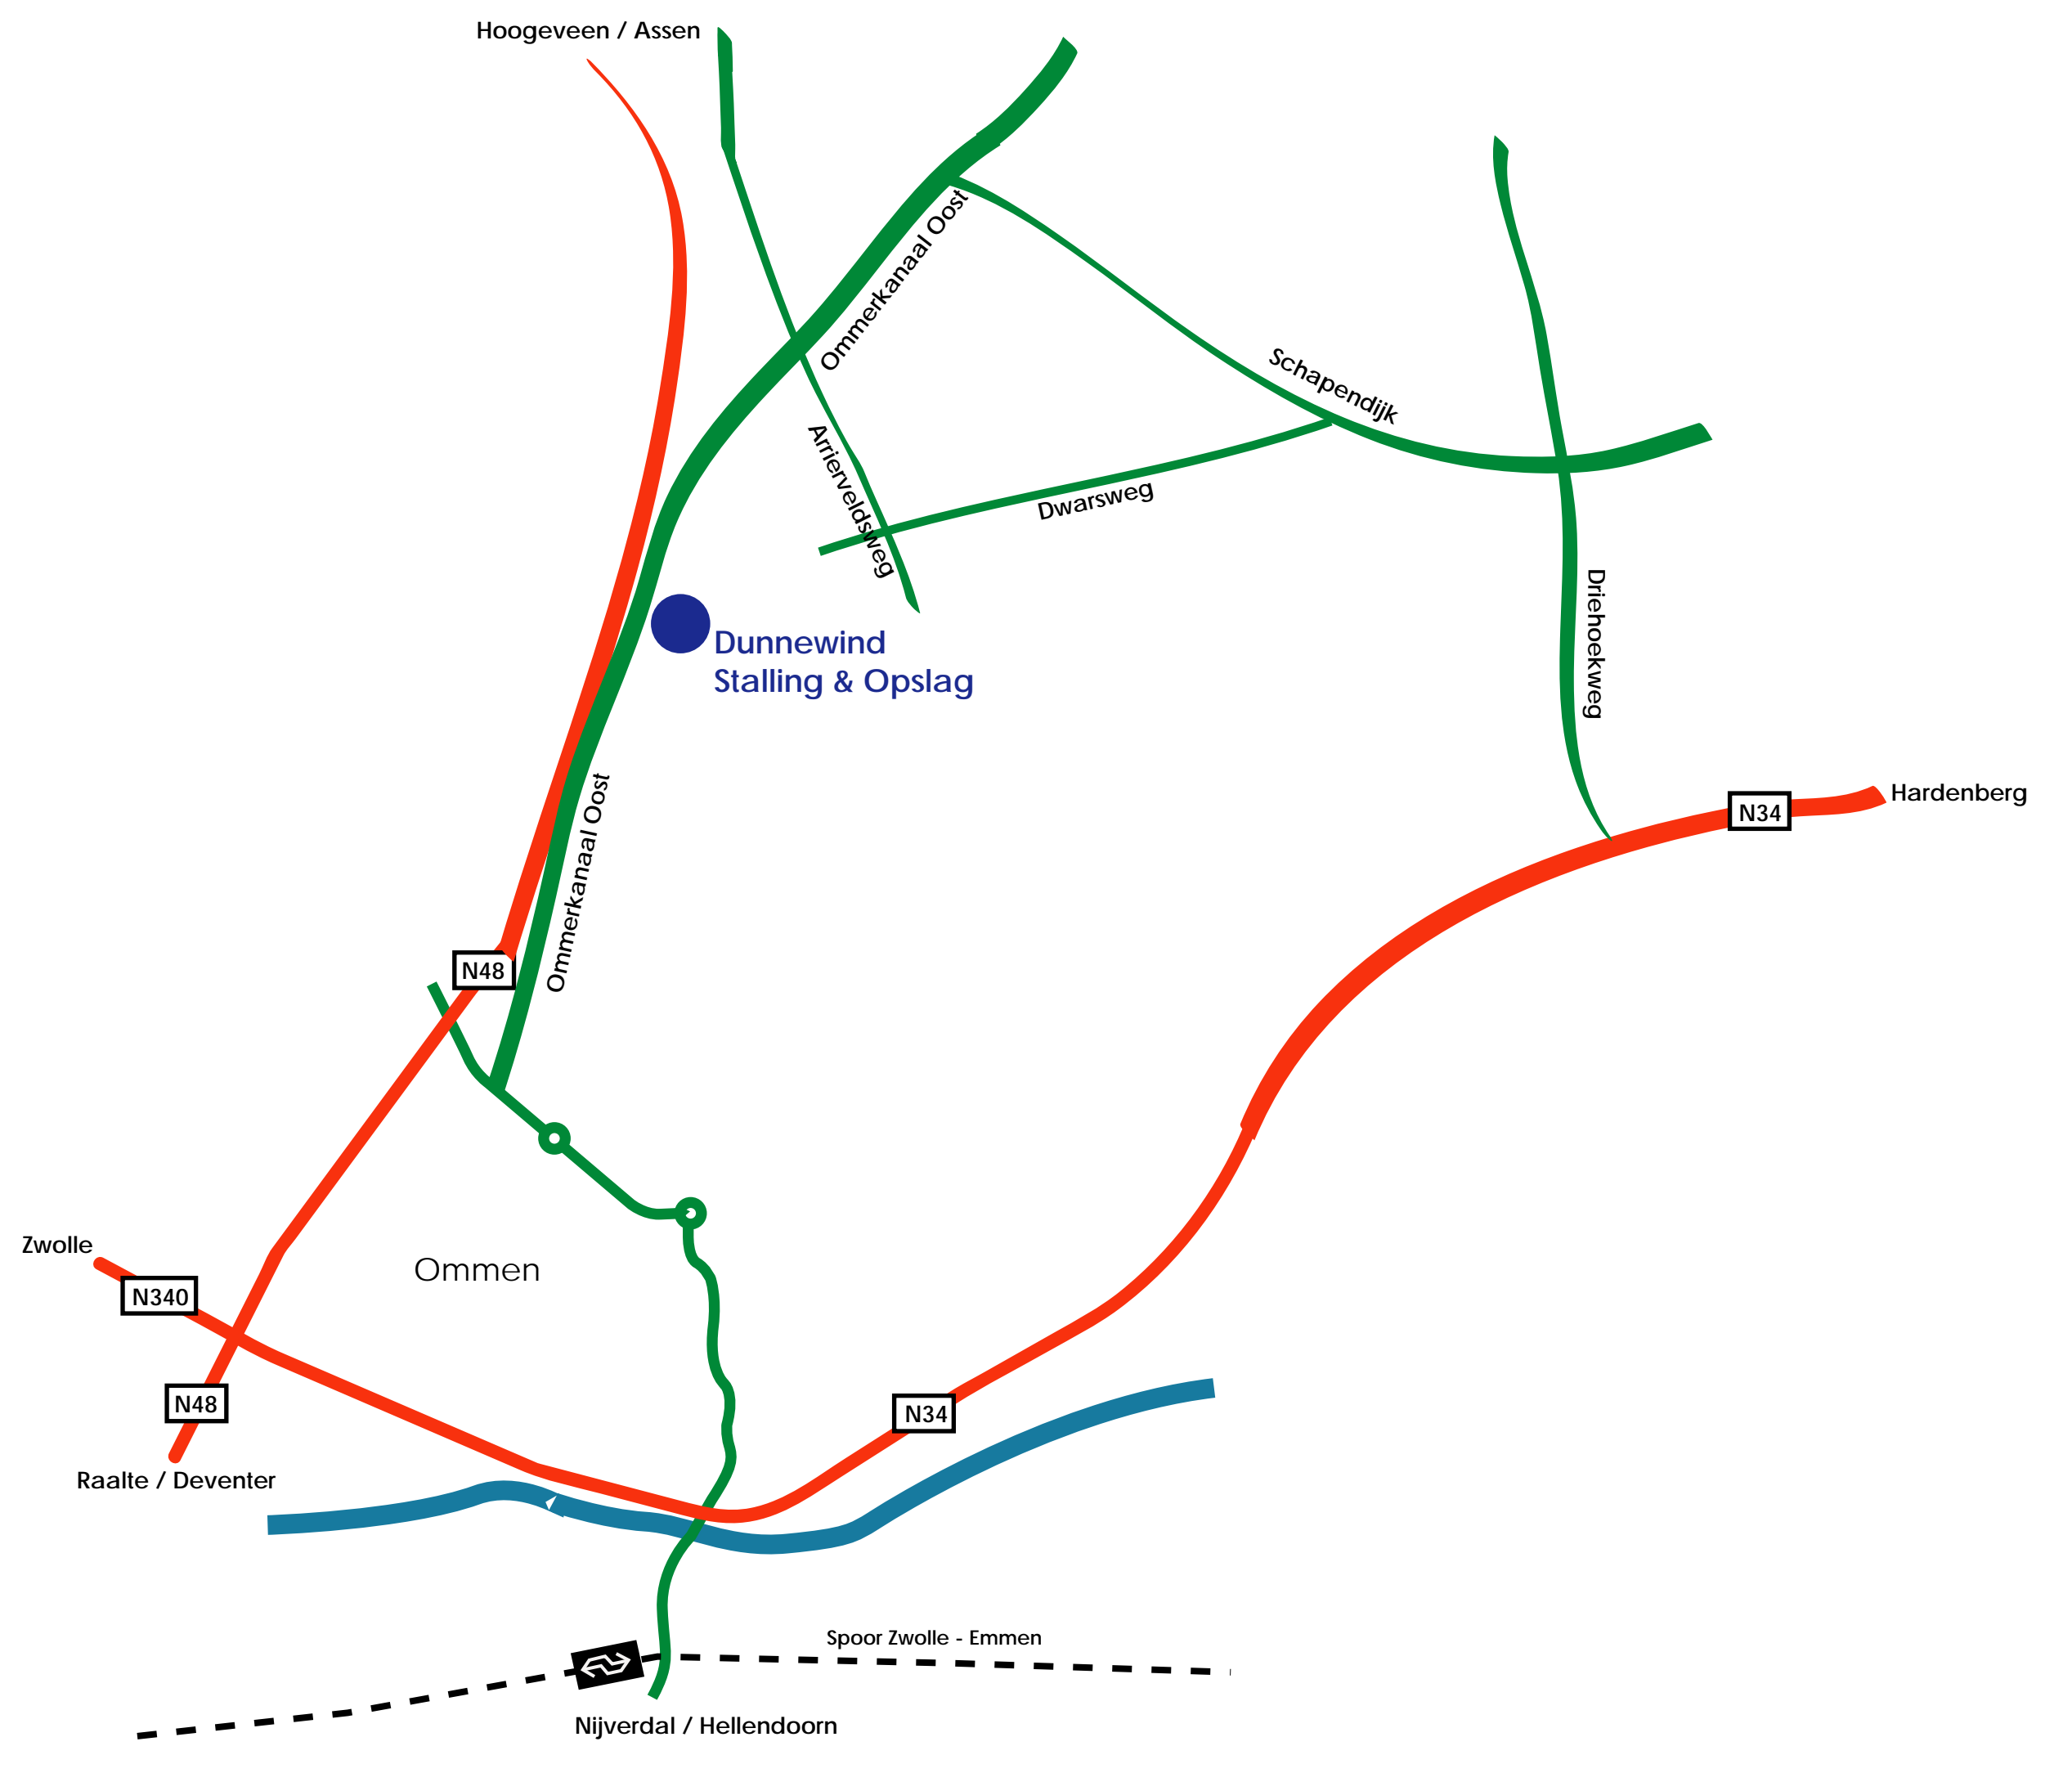 Hoogeveen / Assen
Ommerkanaal Oost
Schapendijk
Arrierveldsweg
Dwarsweg
Driehoekweg
Dunnewind
Stalling & Opslag
Hardenberg
N34
Ommerkanaal Oost
N48
Zwolle
N340
Ommen
N48
N34
Raalte / Deventer
Spoor Zwolle - Emmen
Nijverdal / Hellendoorn